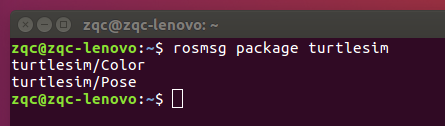 zqc@zqc-lenovo: ~
zqc@zqc-lenovo:~$ rosmsg package turtlesim
turtlesim/Color
turtlesim/Pose
zqc@zqc-lenovo:~$